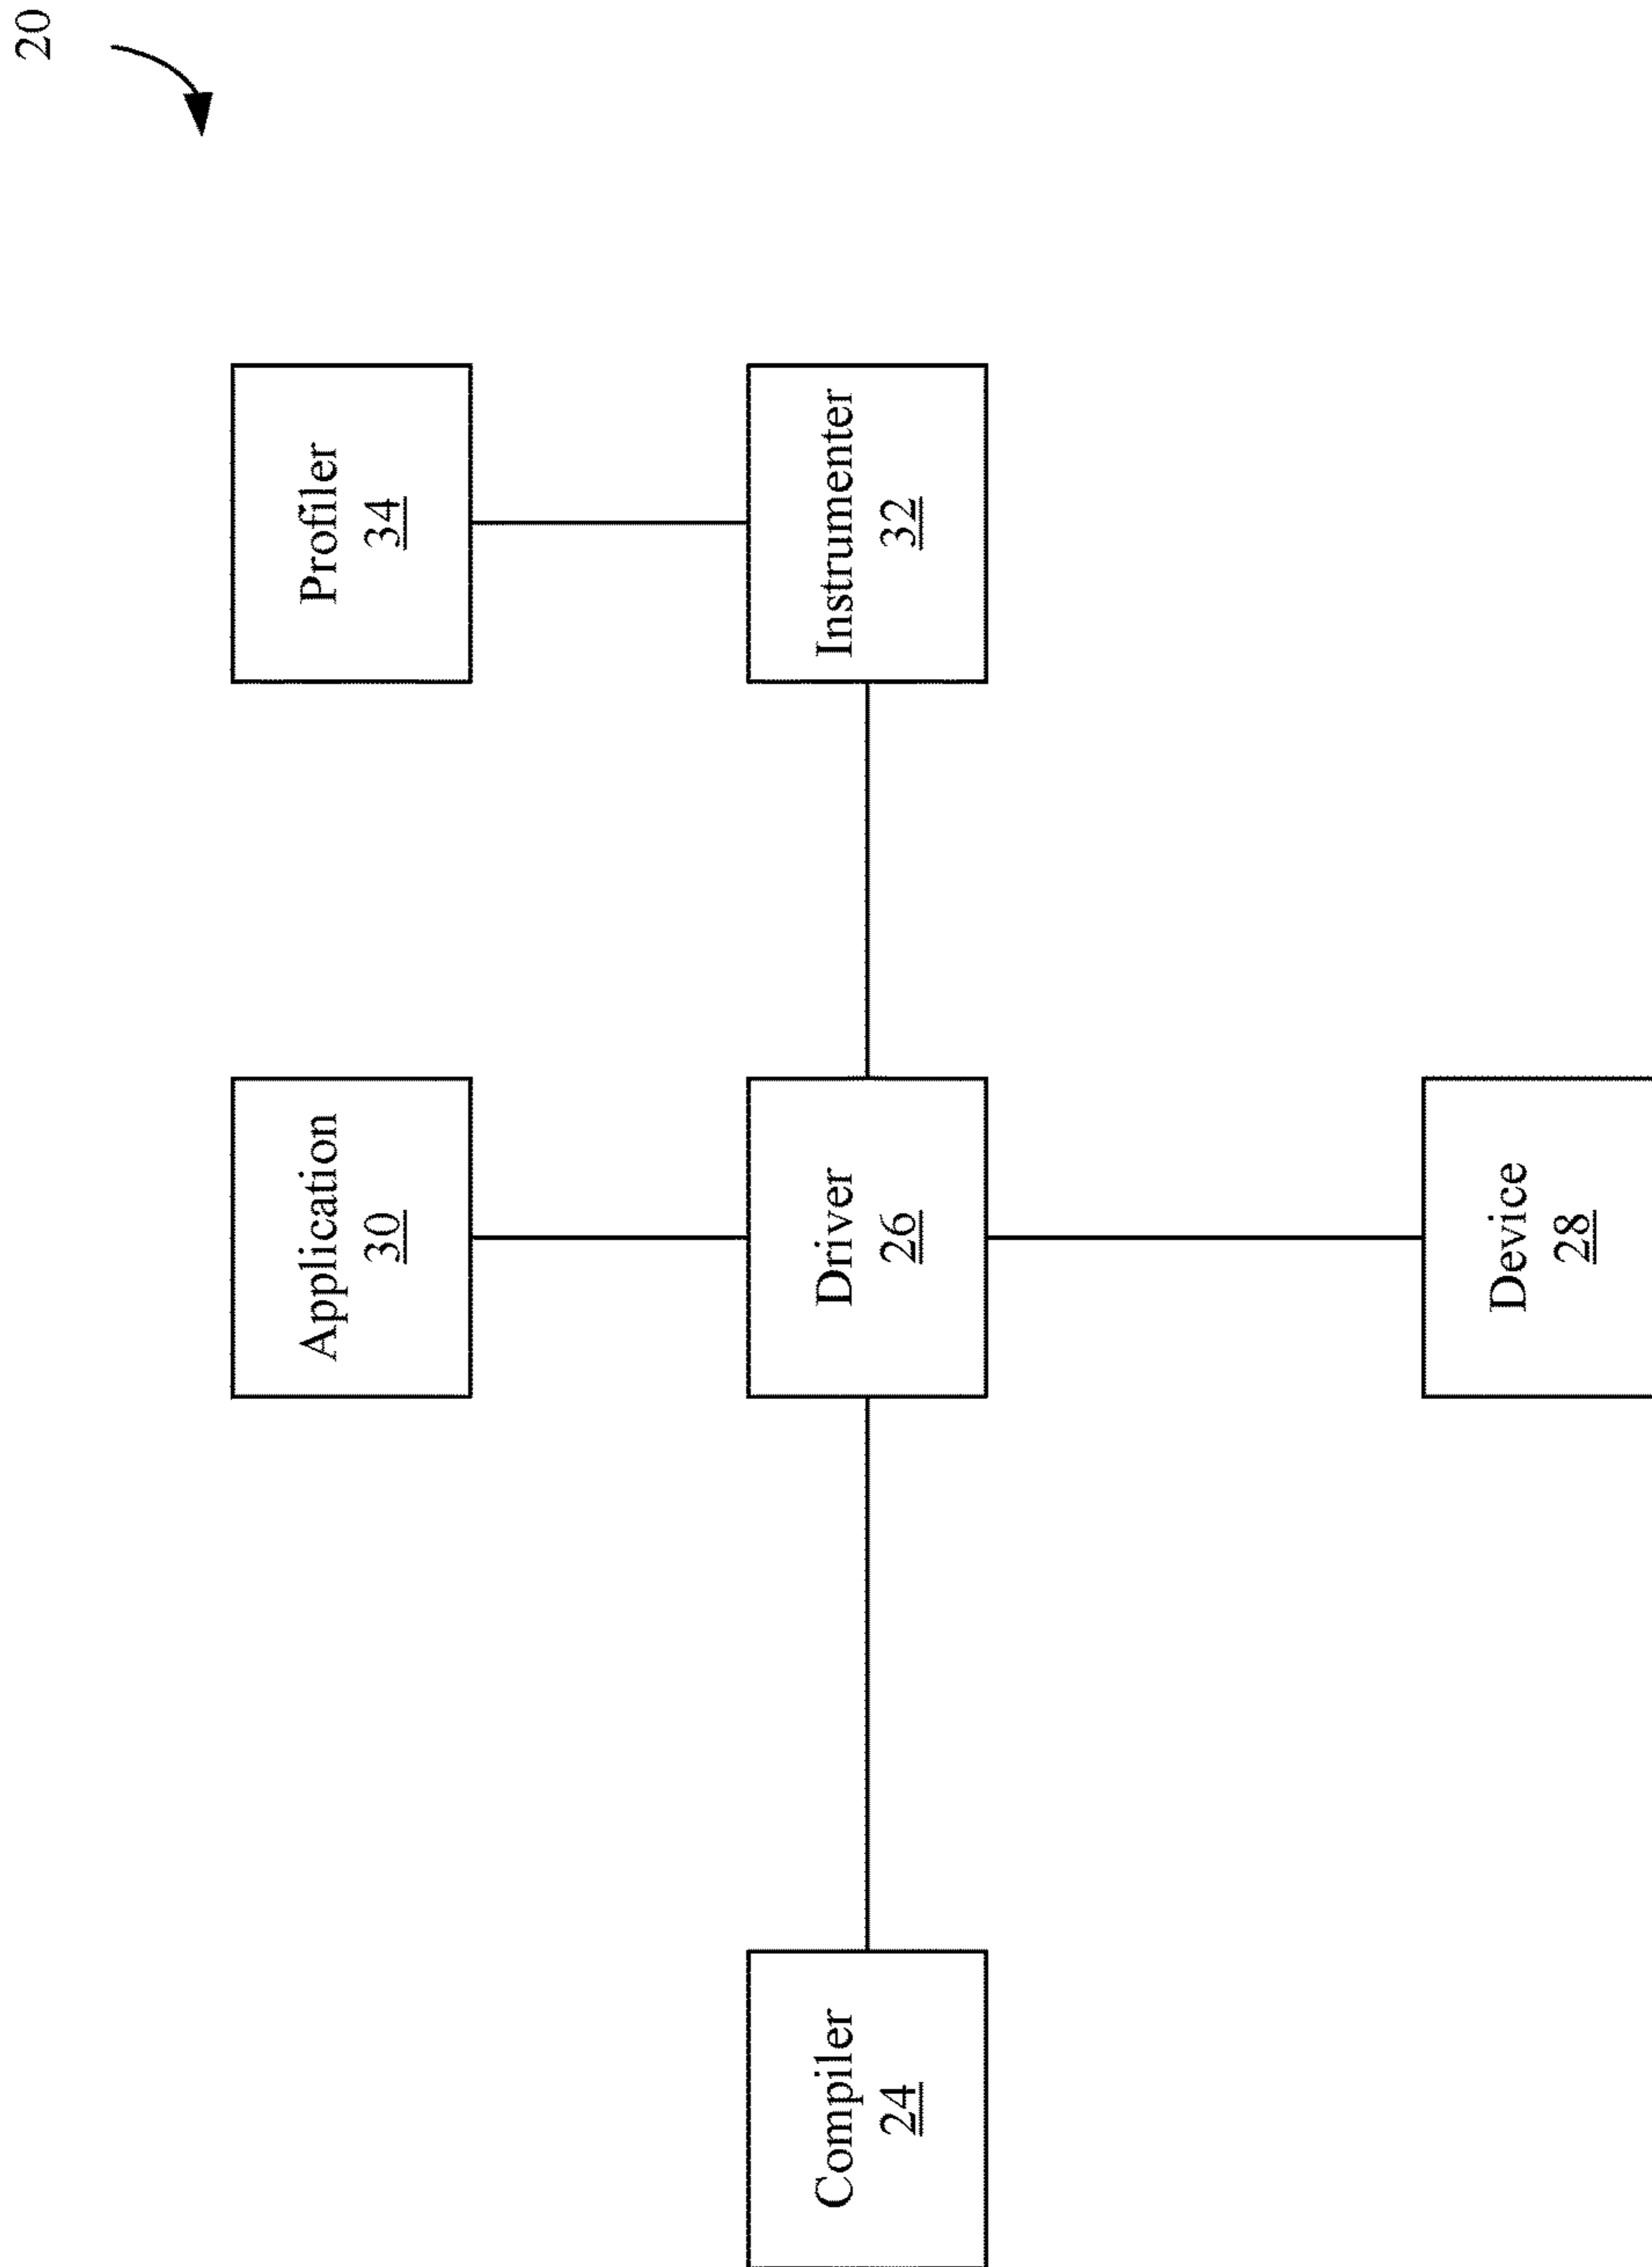 20
Application
30
Profiler
34
Compiler
24
Driver
26
Instrumenter
32
Device
28